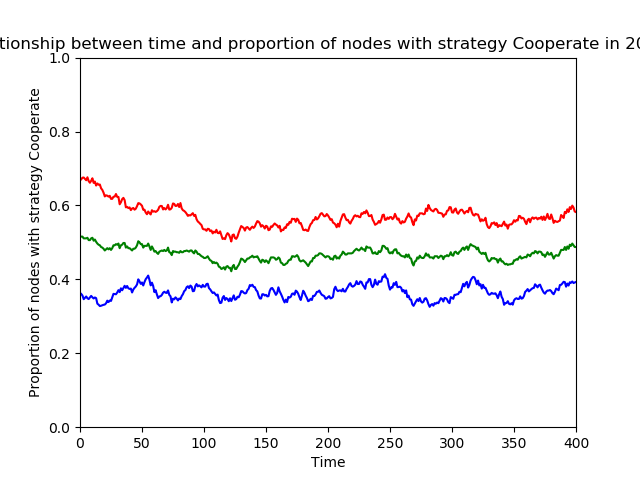 tionship between time and proportion of nodes with strategy Cooperate in 20
1.0
0.8
0.6
0.4
0.2
0.0
Proportion of nodes with strategy Cooperate
0 50 100 150 200 250 300 350 400
Time